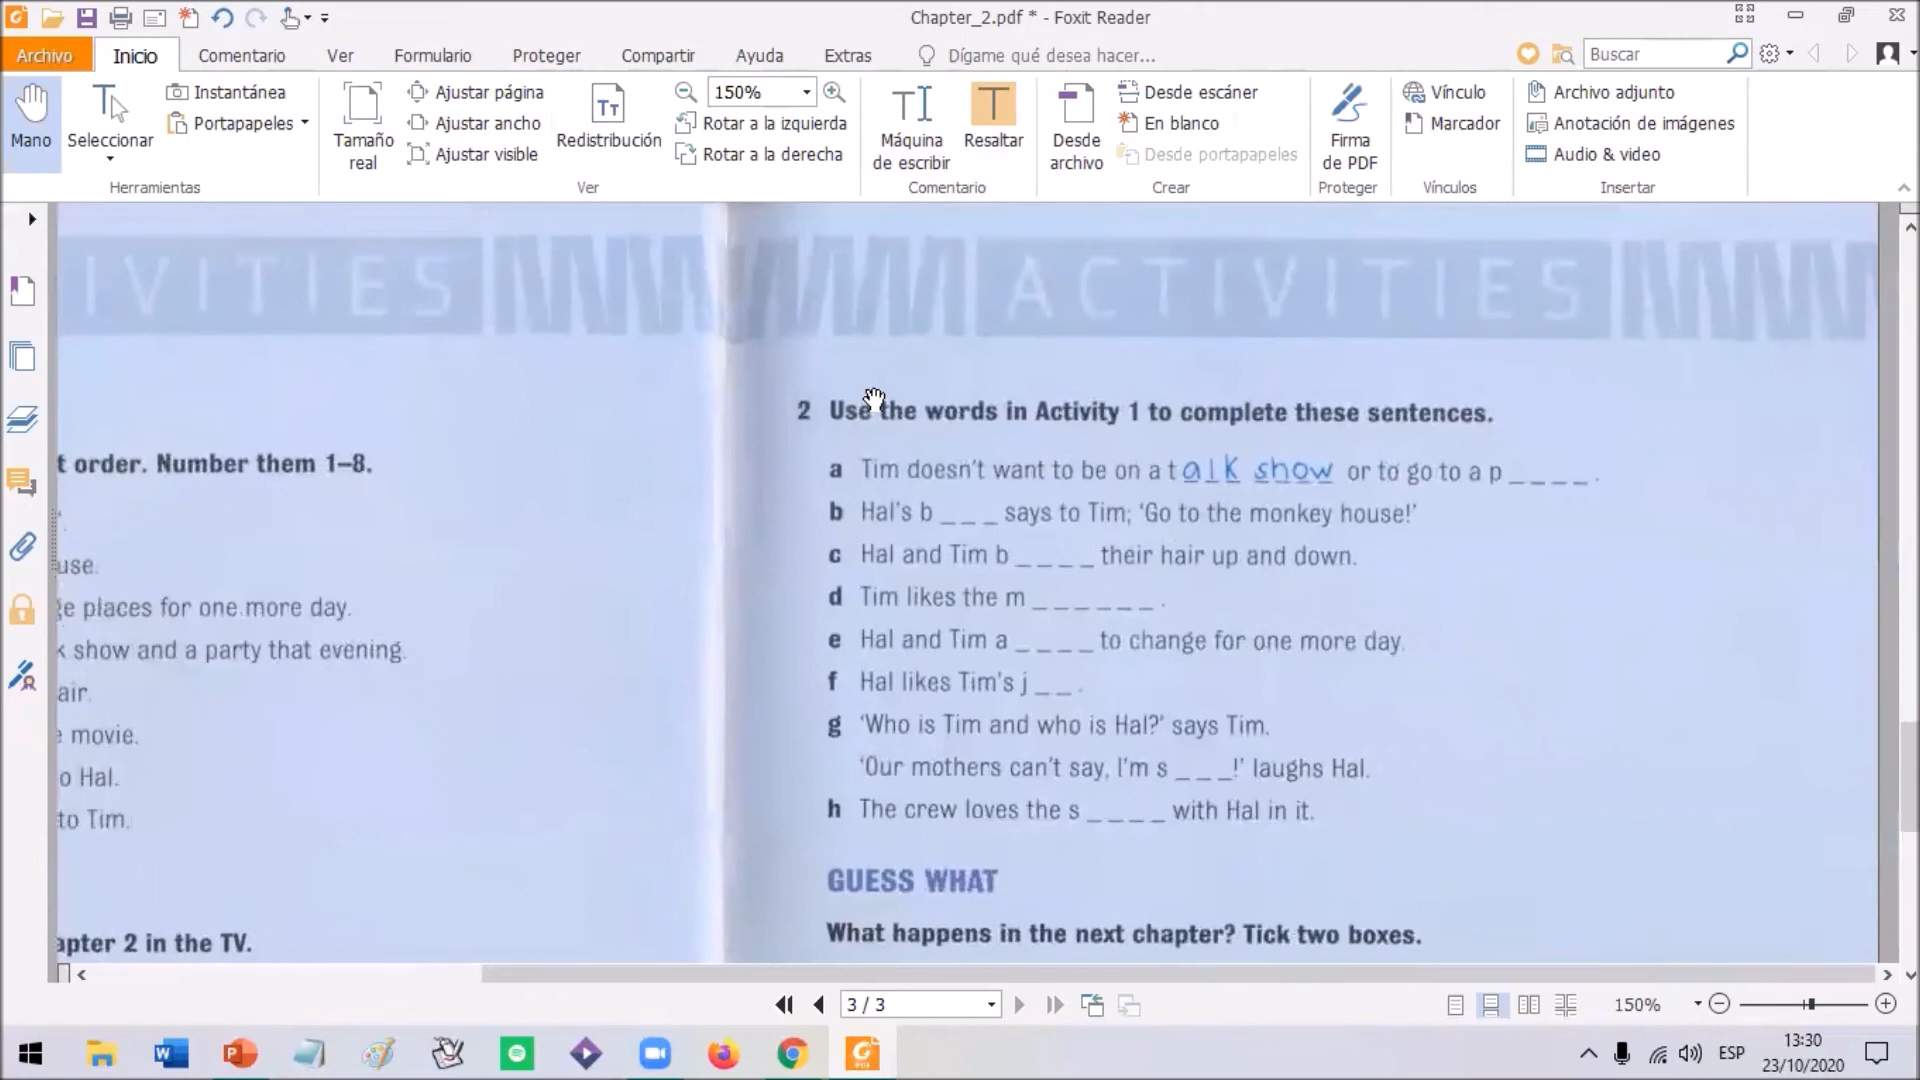 Chapter_2.pdf * - Foxit Reader
Archivo Inicio Comentario Ver Formulario Proteger Compartir Ayuda Extras Dígame qué desea hacer... Buscar
Mano
Seleccionar
Instantánea
Portapapeles
Herramientas
Tamaño real
Ajustar página
Ajustar ancho
Ajustar visible
Redistribución
150%
Rotar a la izquierda
Rotar a la derecha
Ver
Máquina de escribir
Resaltar
Comentario
Desde archivo
Desde escáner
En blanco
Desde portapapeles
Crear
Firma de PDF
Proteger
Vínculo
Marcador
Vínculos
Archivo adjunto
Anotación de imágenes
Audio & video
Insertar
IVITIES
t order. Number them 1–8.
use.
ge places for one more day.
k show and a party that evening.
air.
e movie.
o Hal.
to Tim.
apter 2 in the TV.
ACTIVITIES
2 Use the words in Activity 1 to complete these sentences.
a Tim doesn't want to be on a talk show or to go to a p _ _ _ _ .
b Hal's b _ _ _ says to Tim; 'Go to the monkey house!'
c Hal and Tim b _ _ _ _ their hair up and down.
d Tim likes the m _ _ _ _ _ _ .
e Hal and Tim a _ _ _ _ to change for one more day.
f Hal likes Tim's j _ _ .
g 'Who is Tim and who is Hal?' says Tim.
'Our mothers can't say, I'm s _ _ _!' laughs Hal.
h The crew loves the s _ _ _ _ with Hal in it.
GUESS WHAT
What happens in the next chapter? Tick two boxes.
3 / 3
150%
ESP
13:30
23/10/2020